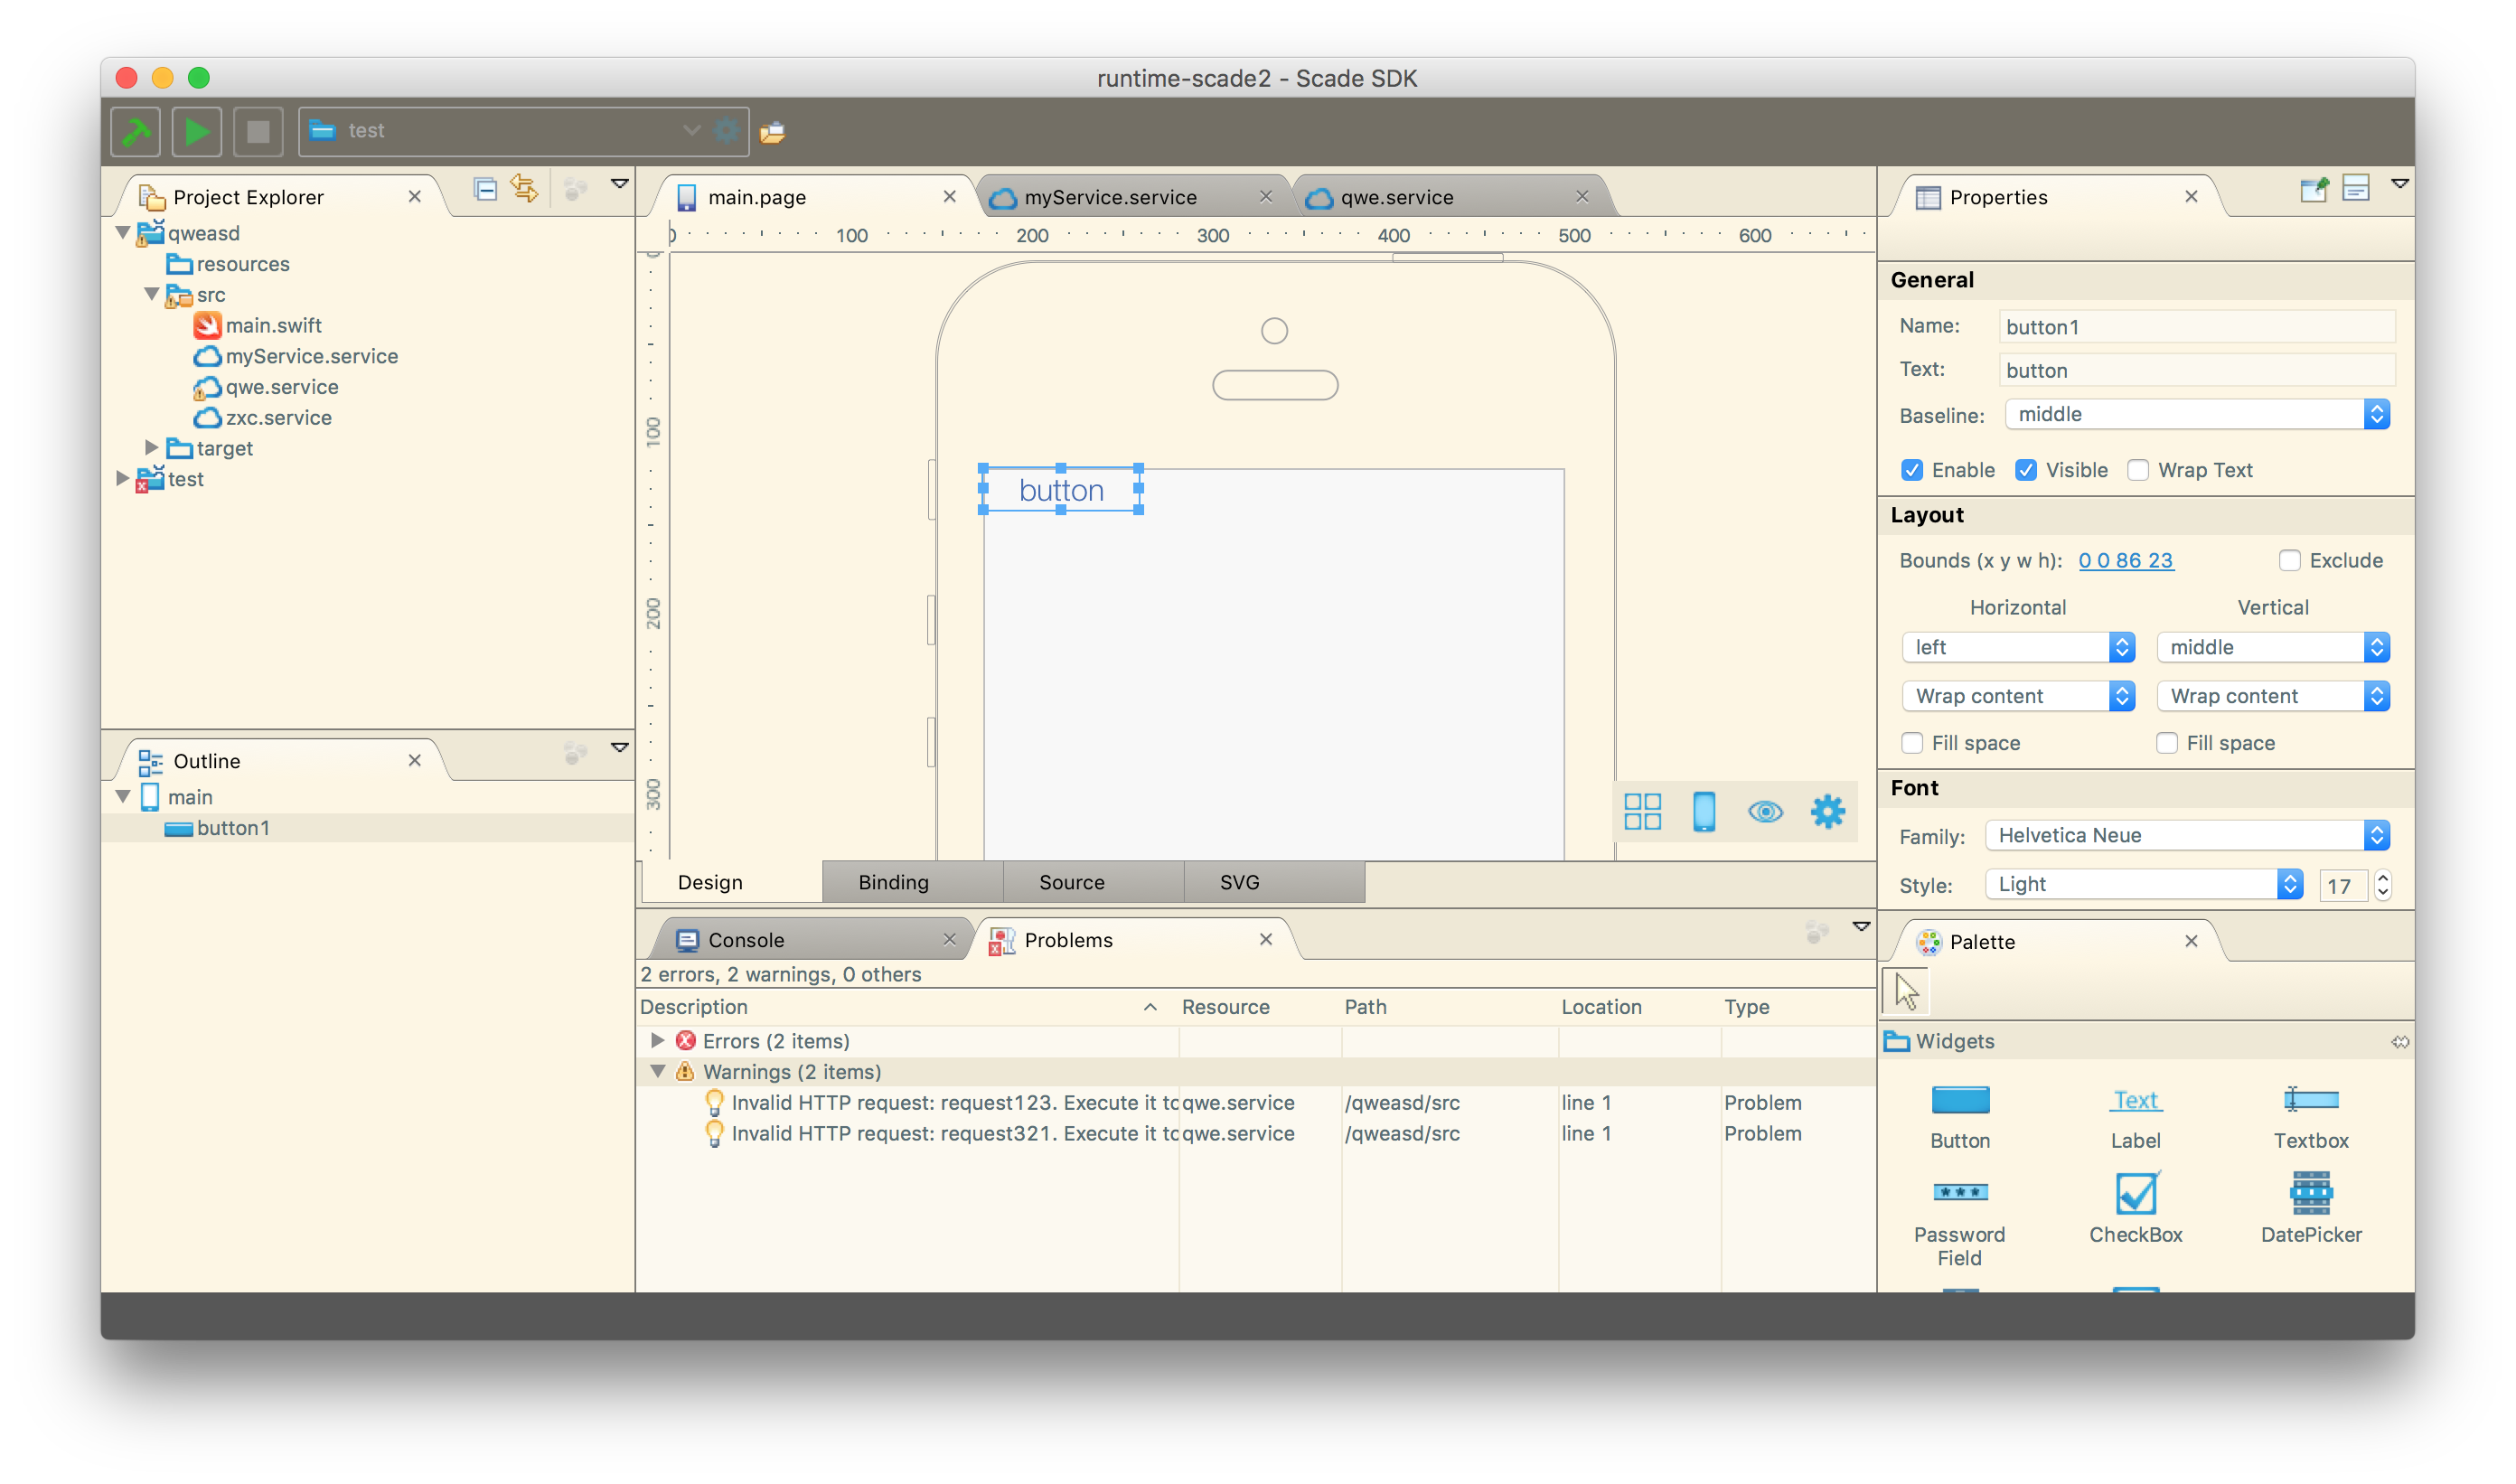 runtime-scade2 - Scade SDK
test
Project Explorer
qweasd
resources
src
main.swift
myService.service
qwe.service
zxc.service
target
test
Outline
main
button1
main.page
myService.service
qwe.service
0 100 200 300 400 500 600
0
100
200
300
button
Design
Binding
Source
SVG
Console
Problems
2 errors, 2 warnings, 0 others
Description Resource Path Location Type
Errors (2 items)
Warnings (2 items)
Invalid HTTP request: request123. Execute it to qwe.service /qweasd/src line 1 Problem
Invalid HTTP request: request321. Execute it to qwe.service /qweasd/src line 1 Problem
Properties
General
Name: button1
Text: button
Baseline: middle
Enable Visible Wrap Text
Layout
Bounds (x y w h): 0 0 86 23 Exclude
Horizontal Vertical
left middle
Wrap content Wrap content
Fill space Fill space
Font
Family: Helvetica Neue
Style: Light 17
Palette
Widgets
Text
Button Label Textbox
***
Password
Field
CheckBox DatePicker